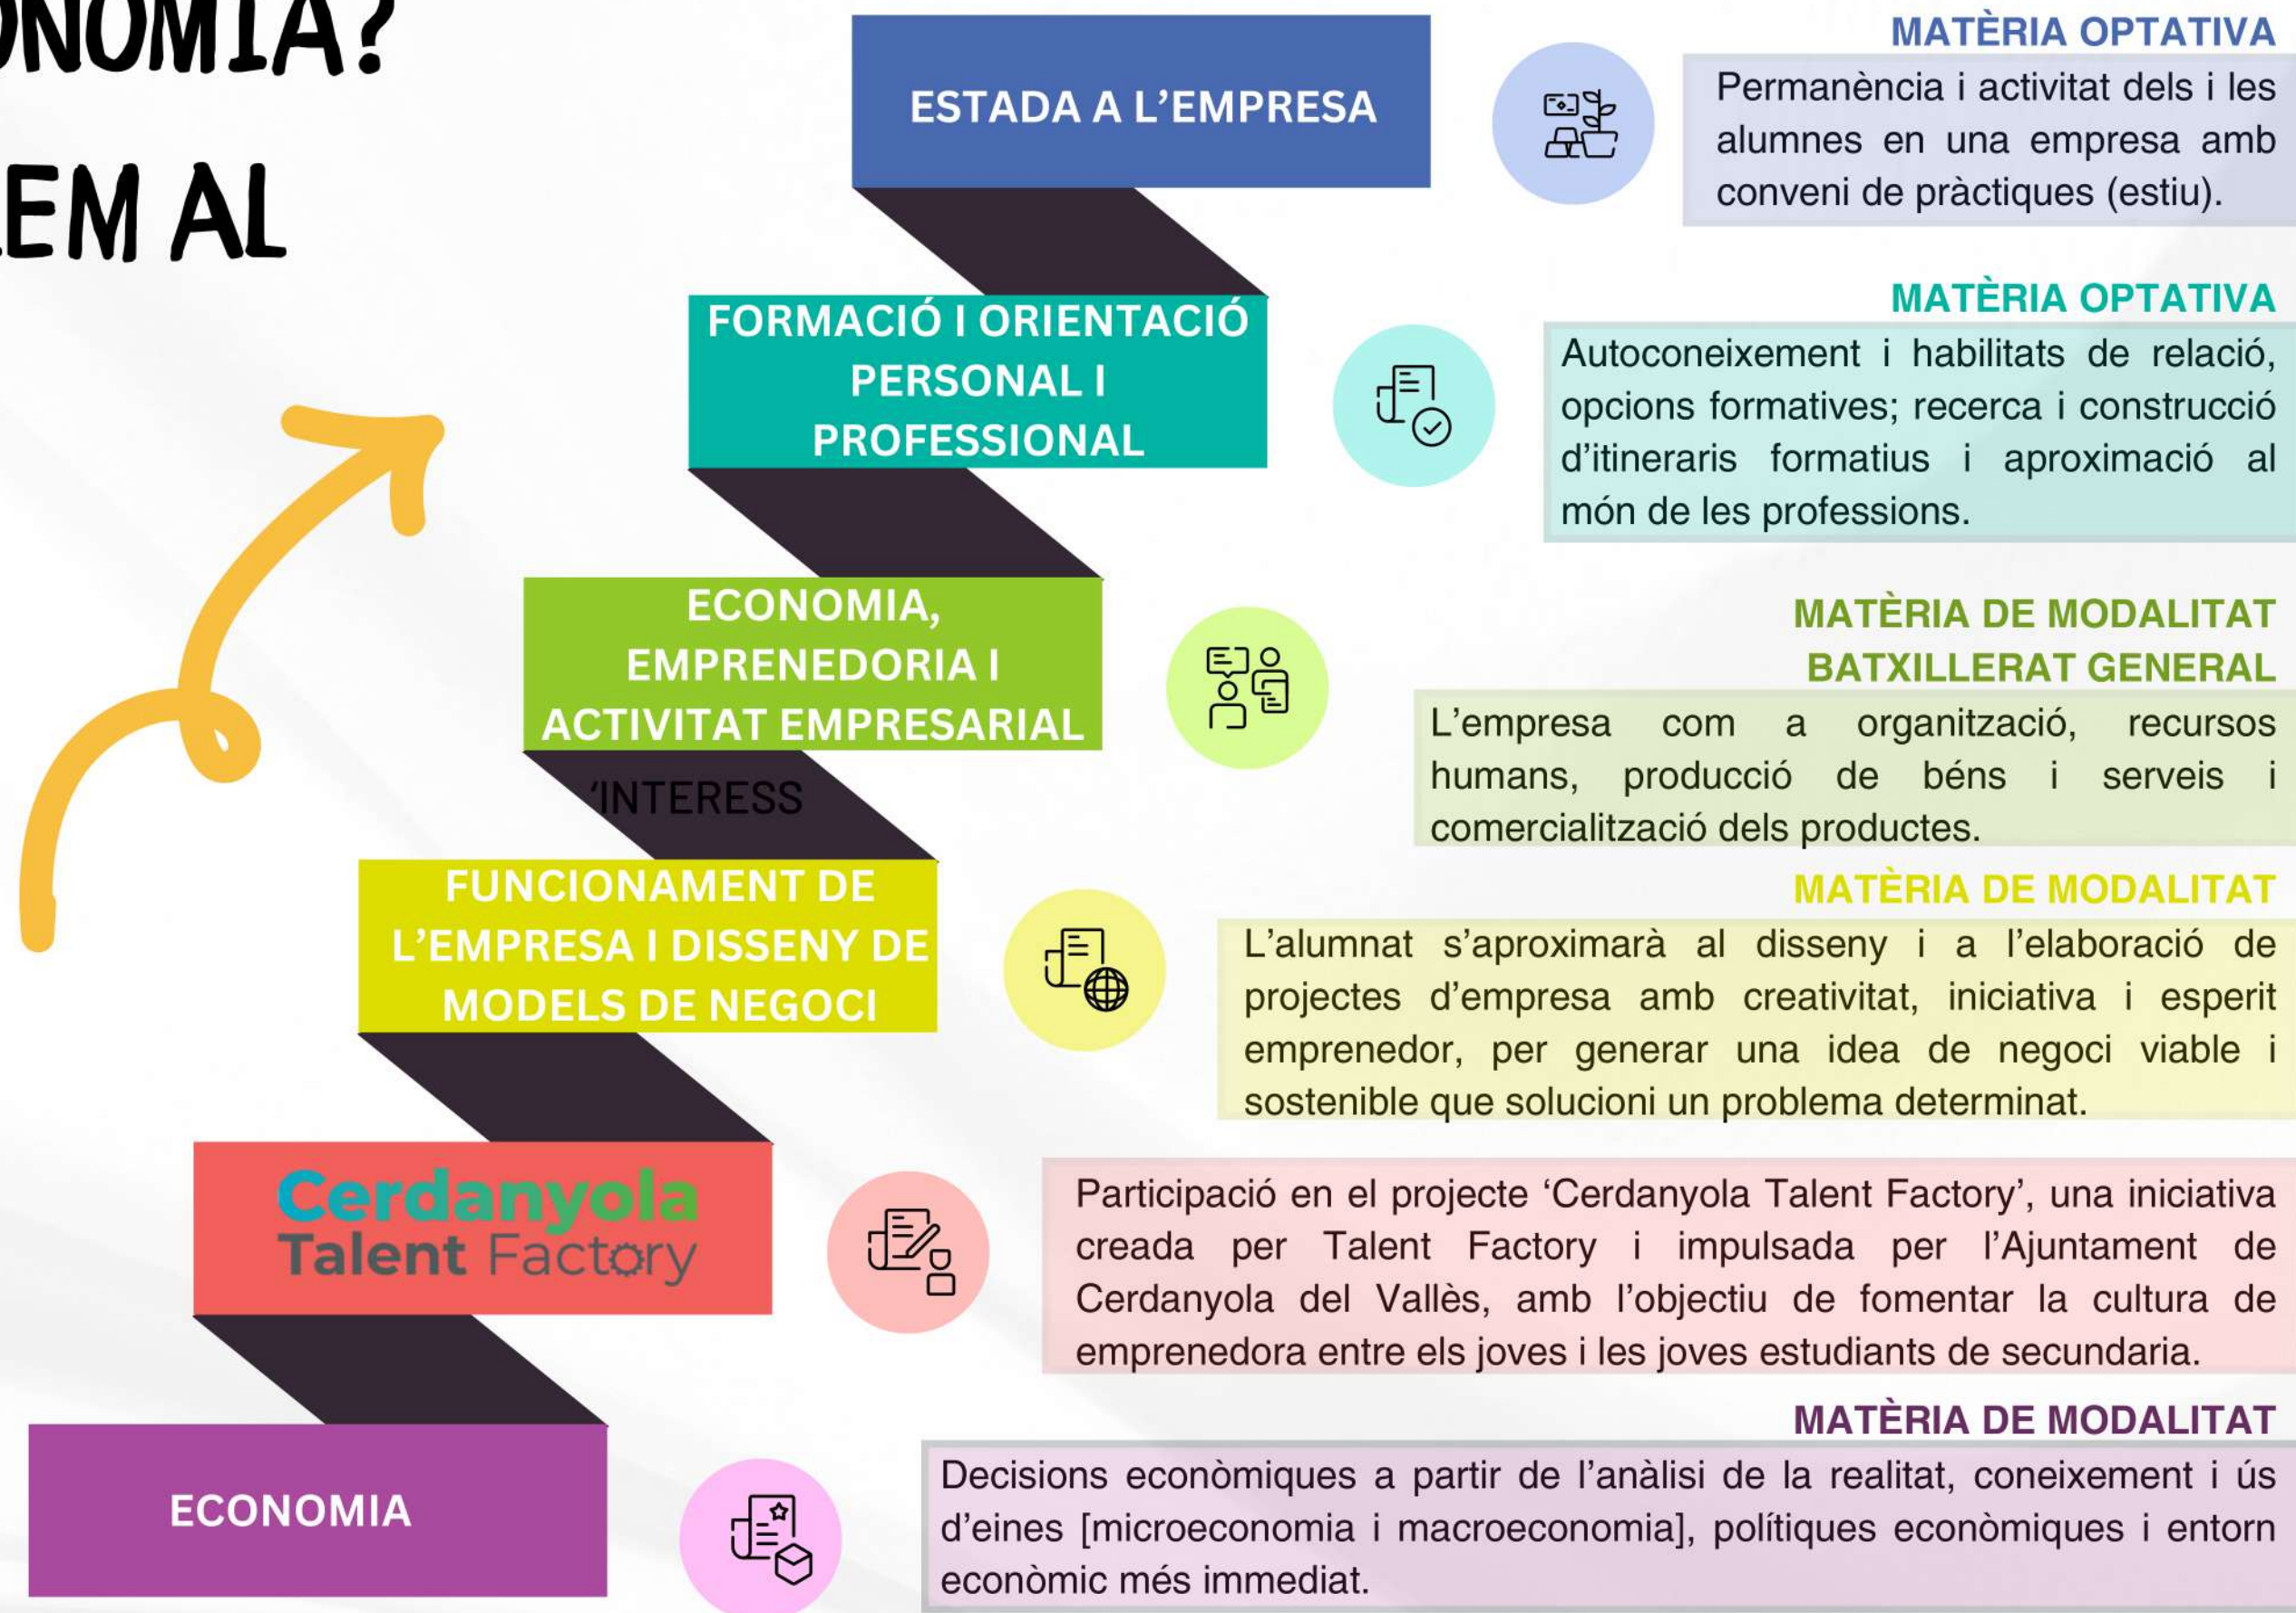 ONOMIA?
EM AL
ESTADA A L’EMPRESA
MATÈRIA OPTATIVA
Permanència i activitat dels i les
alumnes en una empresa amb
conveni de pràctiques (estiu).
FORMACIÓ I ORIENTACIÓ
PERSONAL I
PROFESSIONAL
MATÈRIA OPTATIVA
Autoconeixement i habilitats de relació,
opcions formatives; recerca i construcció
d’itineraris formatius i aproximació al
món de les professions.
ECONOMIA,
EMPRENEDORIA I
ACTIVITAT EMPRESARIAL
MATÈRIA DE MODALITAT
BATXILLERAT GENERAL
L’empresa com a organització, recursos
humans, producció de béns i serveis i
comercialització dels productes.
‘INTERESS
FUNCIONAMENT DE
L’EMPRESA I DISSENY DE
MODELS DE NEGOCI
MATÈRIA DE MODALITAT
L’alumnat s’aproximarà al disseny i a l’elaboració de
projectes d’empresa amb creativitat, iniciativa i esperit
emprenedor, per generar una idea de negoci viable i
sostenible que solucioni un problema determinat.
Cerdanyola
Talent Factory
Participació en el projecte ‘Cerdanyola Talent Factory’, una iniciativa
creada per Talent Factory i impulsada per l’Ajuntament de
Cerdanyola del Vallès, amb l’objectiu de fomentar la cultura de
emprenedora entre els joves i les joves estudiants de secundaria.
ECONOMIA
MATÈRIA DE MODALITAT
Decisions econòmiques a partir de l’anàlisi de la realitat, coneixement i ús
d’eines [microeconomia i macroeconomia], polítiques econòmiques i entorn
econòmic més immediat.